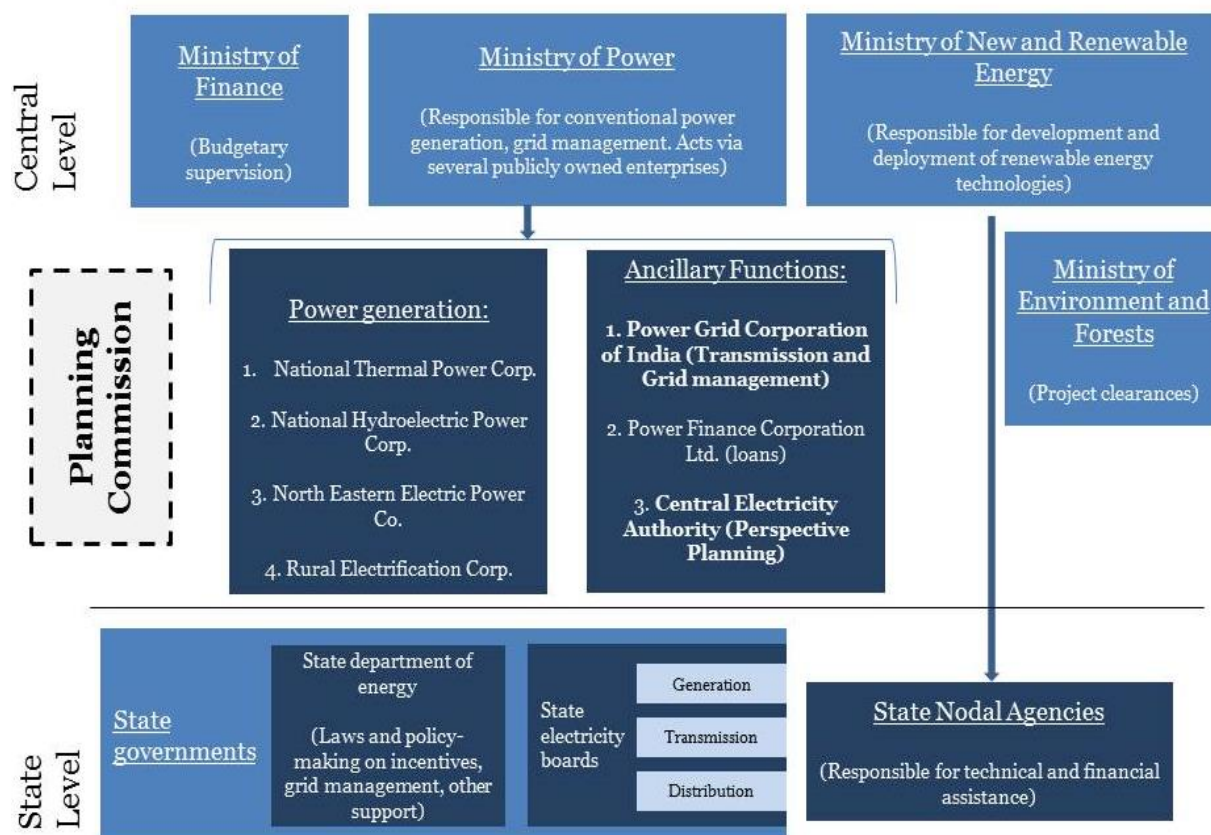 Central
Level
Ministry of
Finance
(Budgetary
supervision)
Ministry of Power
(Responsible for conventional power
generation, grid management. Acts via
several publicly owned enterprises)
Ministry of New and Renewable
Energy
(Responsible for development and
deployment of renewable energy
technologies)
Planning
Commission
Power generation:
1. National Thermal Power Corp.
2. National Hydroelectric Power
Corp.
3. North Eastern Electric Power
Co.
4. Rural Electrification Corp.
Ancillary Functions:
1. Power Grid Corporation
of India (Transmission and
Grid management)
2. Power Finance Corporation
Ltd. (loans)
3. Central Electricity
Authority (Perspective
Planning)
Ministry of
Environment and
Forests
(Project clearances)
State
Level
State
governments
State department of
energy
(Laws and policy-
making on incentives,
grid management, other
support)
State
electricity
boards
Generation
Transmission
Distribution
State Nodal Agencies
(Responsible for technical and financial
assistance)